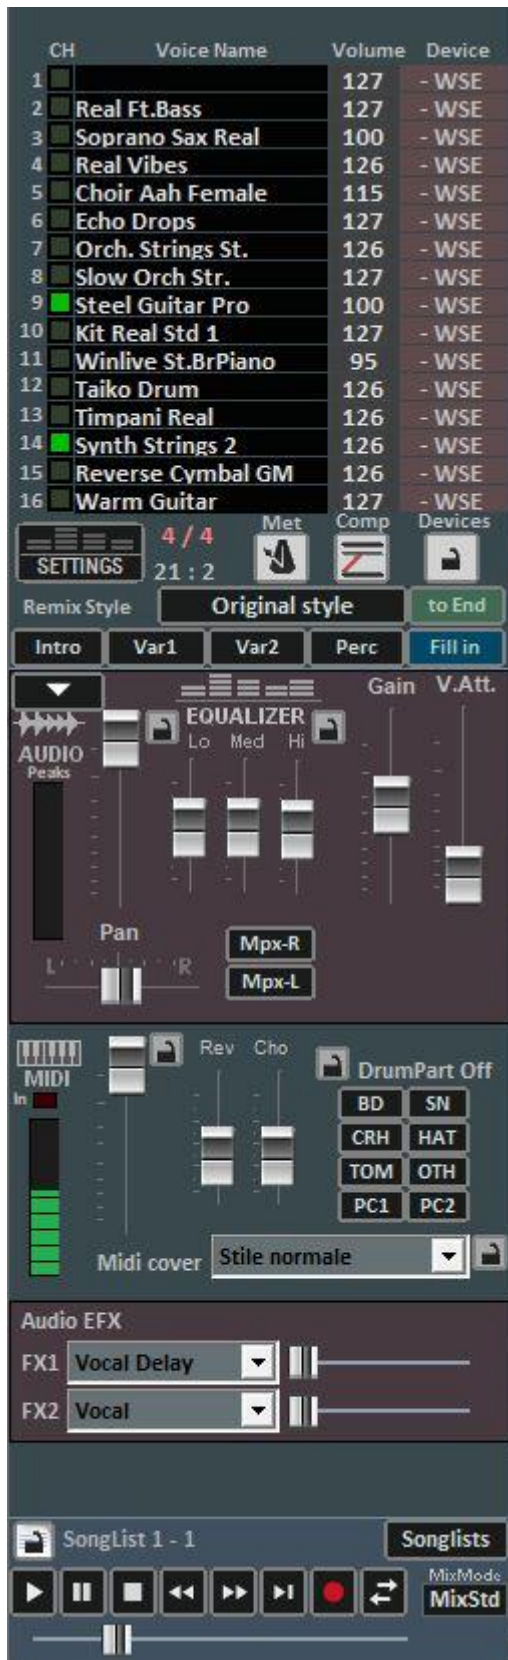 CH Voice Name Volume Device
1 127 - WSE
2 Real Ft.Bass 127 - WSE
3 Soprano Sax Real 100 - WSE
4 Real Vibes 126 - WSE
5 Choir Aah Female 115 - WSE
6 Echo Drops 127 - WSE
7 Orch. Strings St. 126 - WSE
8 Slow Orch Str. 127 - WSE
9 Steel Guitar Pro 100 - WSE
10 Kit Real Std 1 127 - WSE
11 Winlive St.BrPiano 95 - WSE
12 Taiko Drum 126 - WSE
13 Timpani Real 126 - WSE
14 Synth Strings 2 126 - WSE
15 Reverse Cymbal GM 126 - WSE
16 Warm Guitar 127 - WSE
SETTINGS 4 / 4 Met Comp Devices
21 : 2
Remix Style Original style to End
Intro Var1 Var2 Perc Fill in
Gain V.Att.
AUDIO EQUALIZER
Peaks Lo Med Hi
Pan
L R
Mpx-R
Mpx-L
MIDI Rev Cho
In DrumPart Off
BD SN
CRH HAT
TOM OTH
PC1 PC2
Midi cover Stile normale
Audio EFX
FX1 Vocal Delay
FX2 Vocal
SongList 1 - 1 Songlists
MixMode
MixStd